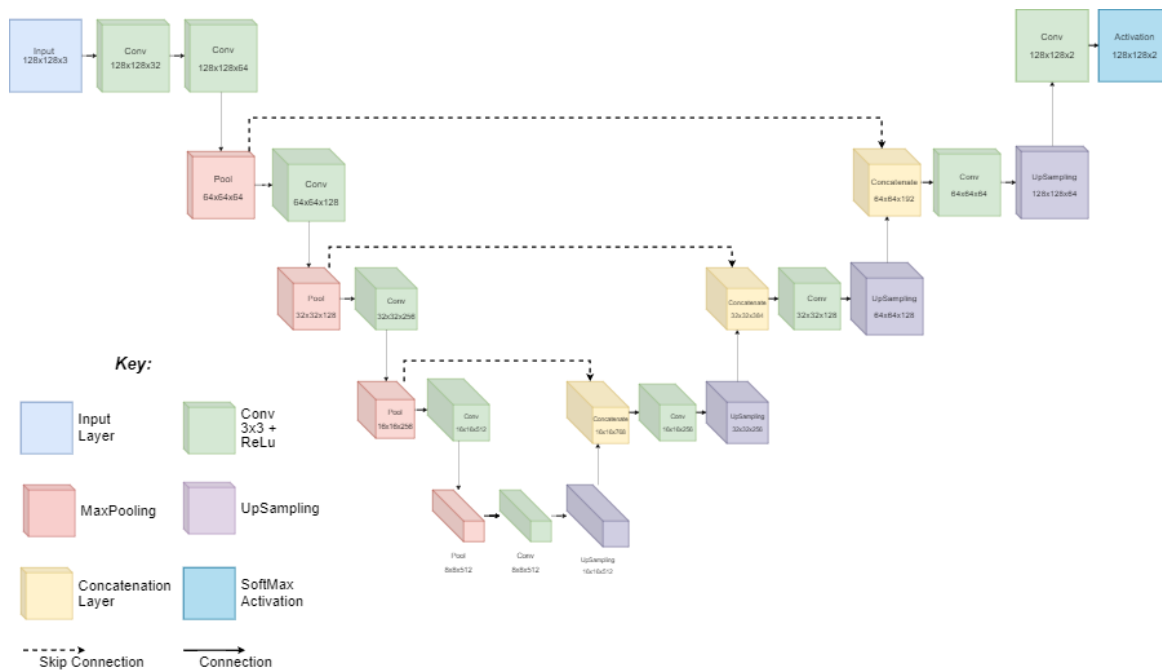 Input
128x128x3
Conv
128x128x32
Conv
128x128x64
Conv
128x128x2
Activation
128x128x2
Pool
64x64x64
Conv
64x64x128
Concatenate
64x64x192
Conv
64x64x64
UpSampling
128x128x64
Pool
32x32x128
Conv
32x32x256
Concatenate
32x32x384
Conv
32x32x128
UpSampling
64x64x128
Pool
16x16x256
Conv
16x16x512
Concatenate
16x16x768
Conv
16x16x256
UpSampling
32x32x256
Pool
8x8x512
Conv
8x8x512
UpSampling
16x16x512
Key:
Input
Layer
Conv
3x3 +
ReLu
MaxPooling
UpSampling
Concatenation
Layer
SoftMax
Activation
Skip Connection
Connection